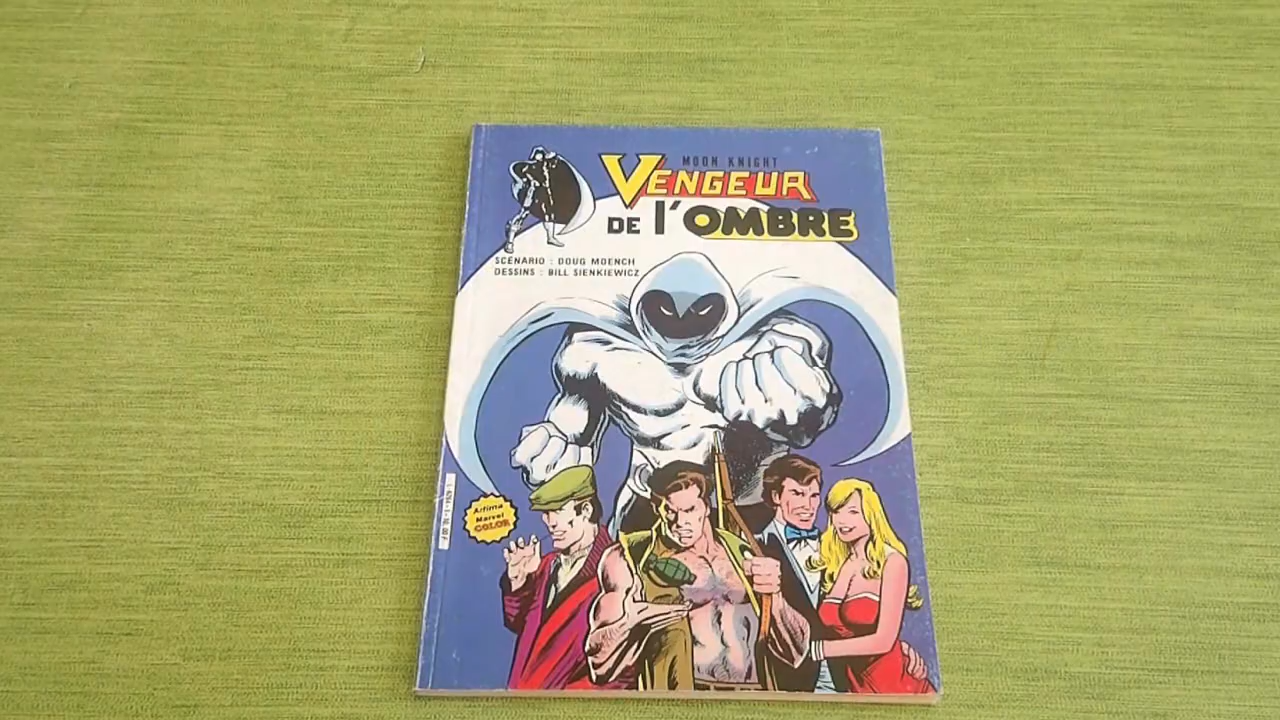 MOON KNIGHT
VENGEUR
DE l'OMBRE
SCENARIO : DOUG MOENCH
DESSINS : BILL SIENKIEWICZ
Artima
Marvel
COLOR